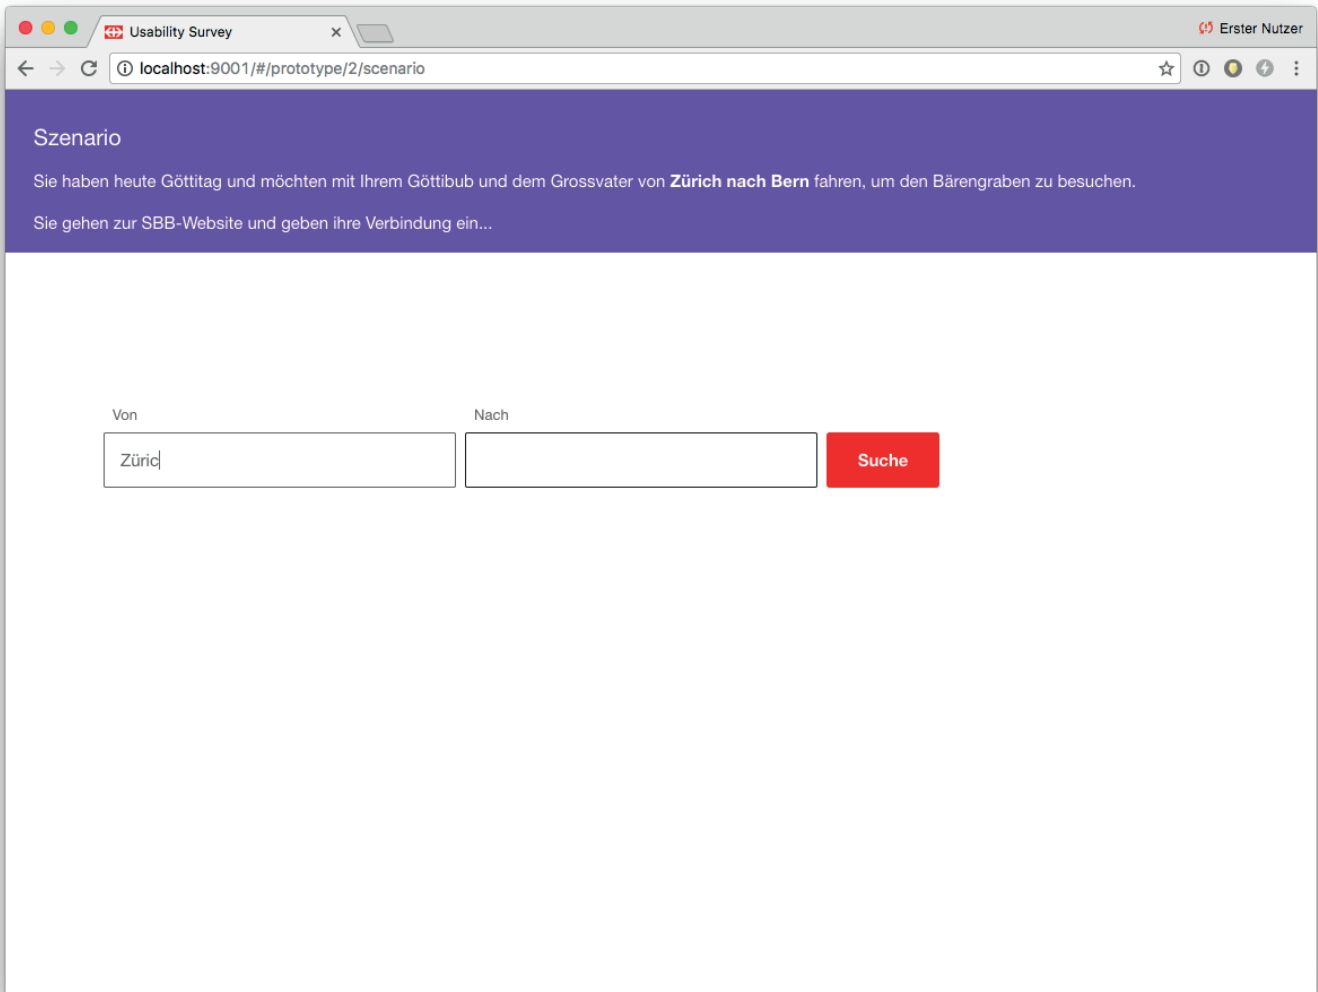 Usability Survey
Erster Nutzer
localhost:9001/#/prototype/2/scenario
Szenario
Sie haben heute Göttitag und möchten mit Ihrem Göttibub und dem Grossvater von Zürich nach Bern fahren, um den Bärengraben zu besuchen.
Sie gehen zur SBB-Website und geben ihre Verbindung ein...
Von
Nach
Züric
Suche